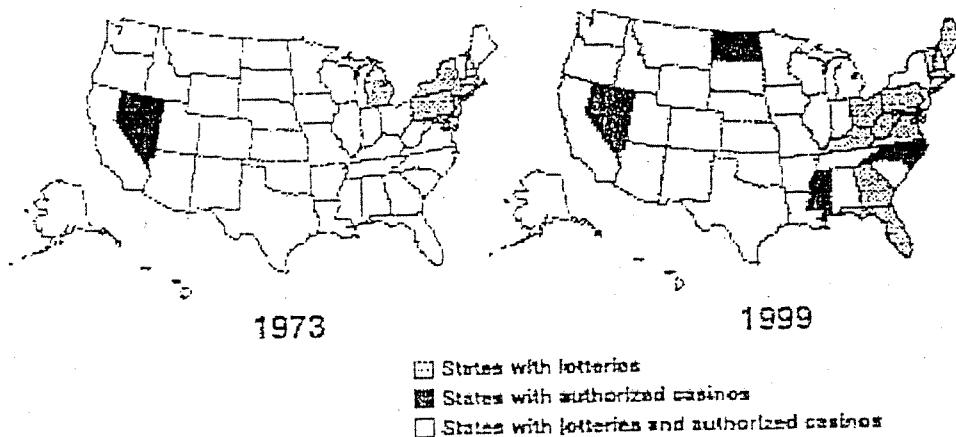 1973
1999
States with lotteries
States with authorized casinos
States with lotteries and authorized casinos